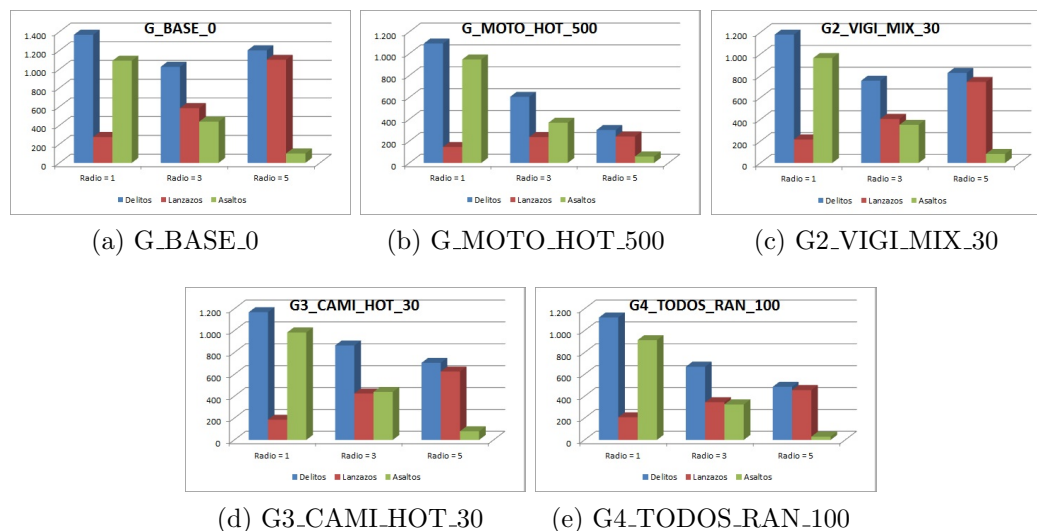 G_BASE_0
1.400
1.200
1.000
800
600
400
200
0
Radio = 1 Radio = 3 Radio = 5
Delitos Lanzazos Asaltos
(a) G_BASE_0
G_MOTO_HOT_500
1.200
1.000
800
600
400
200
0
Radio = 1 Radio = 3 Radio = 5
Delitos Lanzazos Asaltos
(b) G_MOTO_HOT_500
G2_VIGI_MIX_30
1.200
1.000
800
600
400
200
0
Radio = 1 Radio = 3 Radio = 5
Delitos Lanzazos Asaltos
(c) G2_VIGI_MIX_30
G3_CAMI_HOT_30
1.200
1.000
800
600
400
200
0
Radio = 1 Radio = 3 Radio = 5
Delitos Lanzazos Asaltos
(d) G3_CAMI_HOT_30
G4_TODOS_RAN_100
1.200
1.000
800
600
400
200
0
Radio = 1 Radio = 3 Radio = 5
Delitos Lanzazos Asaltos
(e) G4_TODOS_RAN_100